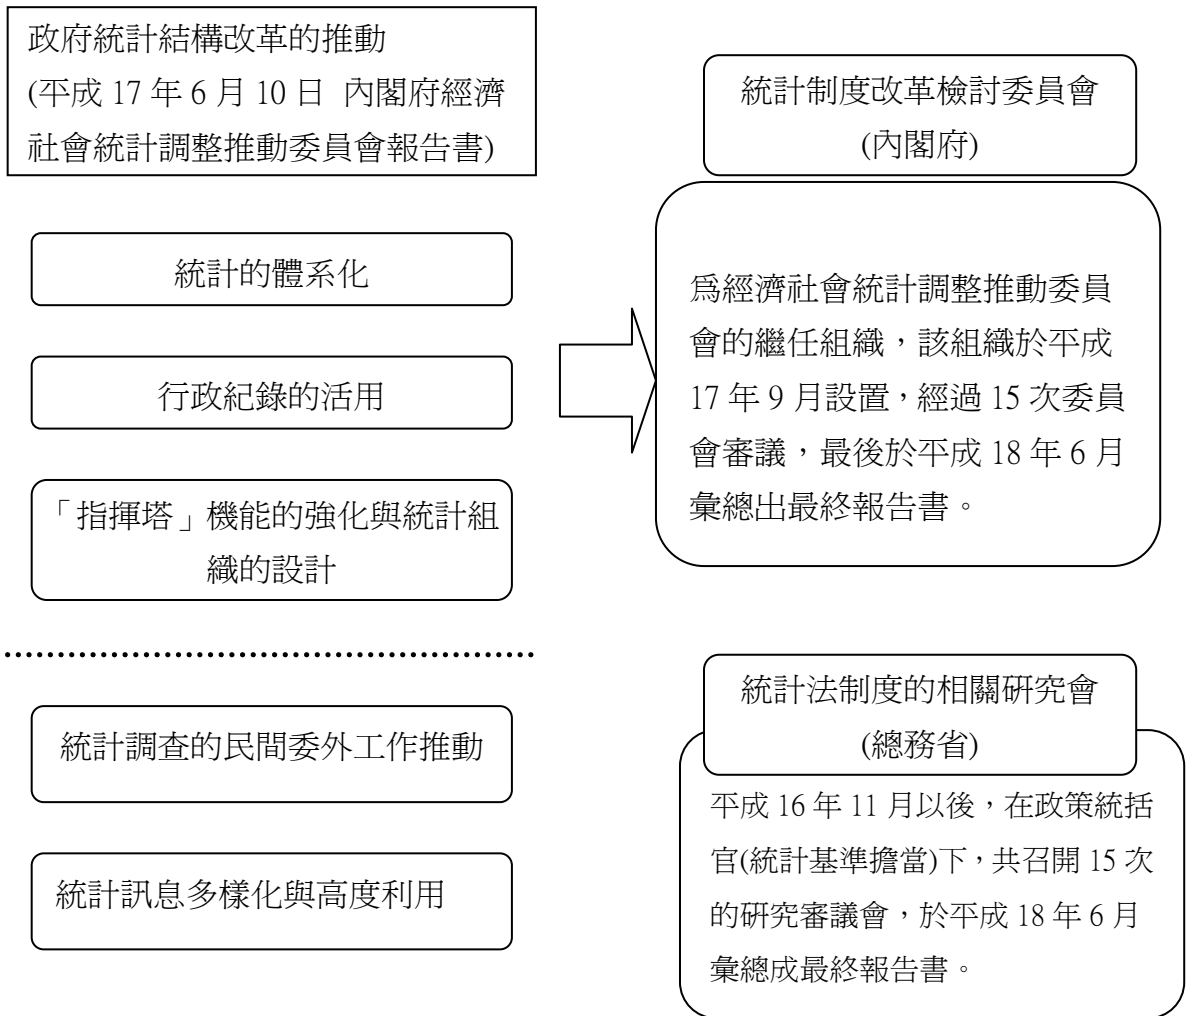 政府統計結構改革的推動
(平成 17 年 6 月 10 日 內閣府經濟
社會統計調整推動委員會報告書)
統計的體系化
行政紀錄的活用
「指揮塔」機能的強化與統計組
織的設計
統計調查的民間委外工作推動
統計訊息多樣化與高度利用
統計制度改革檢討委員會
(內閣府)
爲經濟社會統計調整推動委員
會的繼任組織，該組織於平成
17 年 9 月設置，經過 15 次委員
會審議，最後於平成 18 年 6 月
彙總出最終報告書。
統計法制度的相關研究會
(總務省)
平成 16 年 11 月以後，在政策統括
官(統計基準擔當)下，共召開 15 次
的研究審議會，於平成 18 年 6 月
彙總成最終報告書。